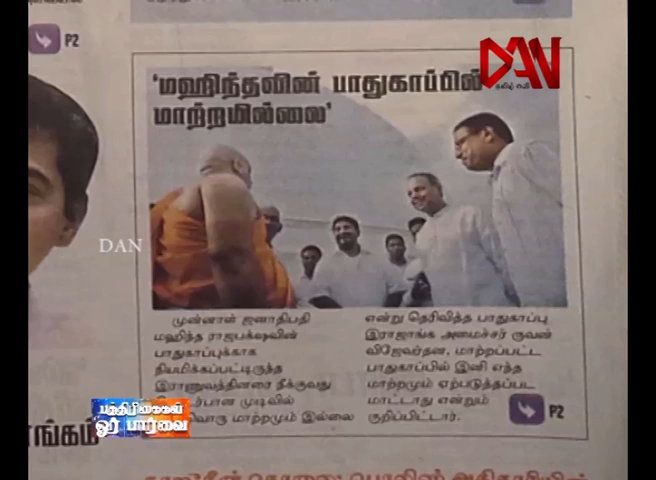 P2
DAN
தமிழ் ஒளி
'மஹிந்தவின் பாதுகாப்பில்
மாற்றமில்லை'
DAN
முன்னாள் ஜனாதிபதி
மஹிந்த ராஜபக்ஷவின்
பாதுகாப்புக்காக
நியமிக்கப்பட்டிருந்த
இராணுவத்தினரை நீக்குவது
முடிவில்
மாற்றமும் இல்லை
என்று தெரிவித்த பாதுகாப்பு
இராஜாங்க அமைச்சர் ருவன்
விஜேவர்தன, மாற்றப்பட்ட
பாதுகாப்பில் இனி எந்த
மாற்றமும் ஏற்படுத்தப்பட
மாட்டாது என்றும்
குறிப்பிட்டார்.
P2
பத்திரிகைகள்
ஓர் பார்வை